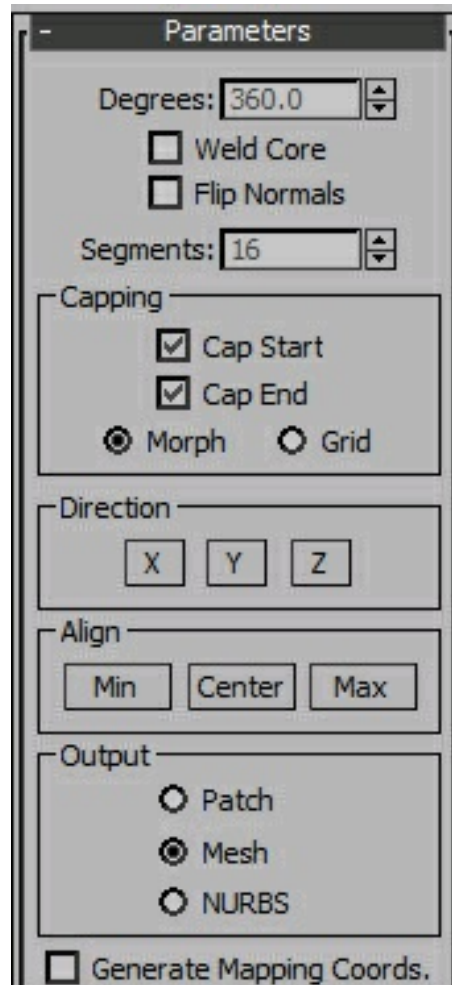 - Parameters
Degrees: 360.0
Weld Core
Flip Normals
Segments: 16
Capping
Cap Start
Cap End
Morph Grid
Direction
X Y Z
Align
Min Center Max
Output
Patch
Mesh
NURBS
Generate Mapping Coords.